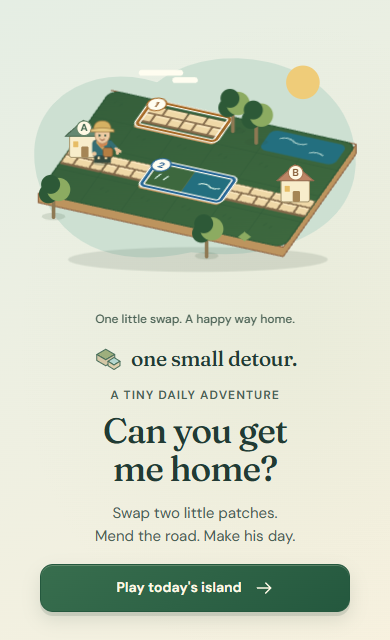 1
A
2
B
One little swap. A happy way home.
one small detour.
A TINY DAILY ADVENTURE
Can you get
me home?
Swap two little patches.
Mend the road. Make his day.
Play today's island →